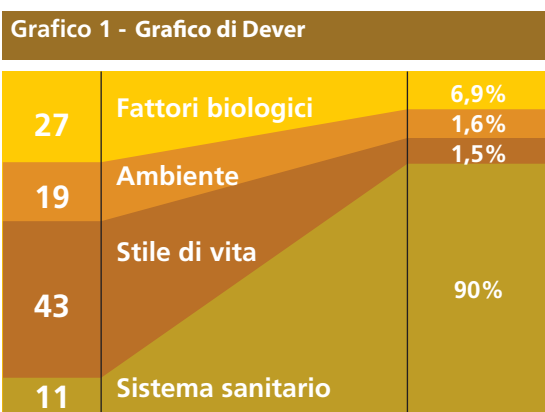 Grafico 1 - Grafico di Dever
27 Fattori biologici 6,9%
19 Ambiente 1,6%
43 Stile di vita 1,5%
90%
11 Sistema sanitario